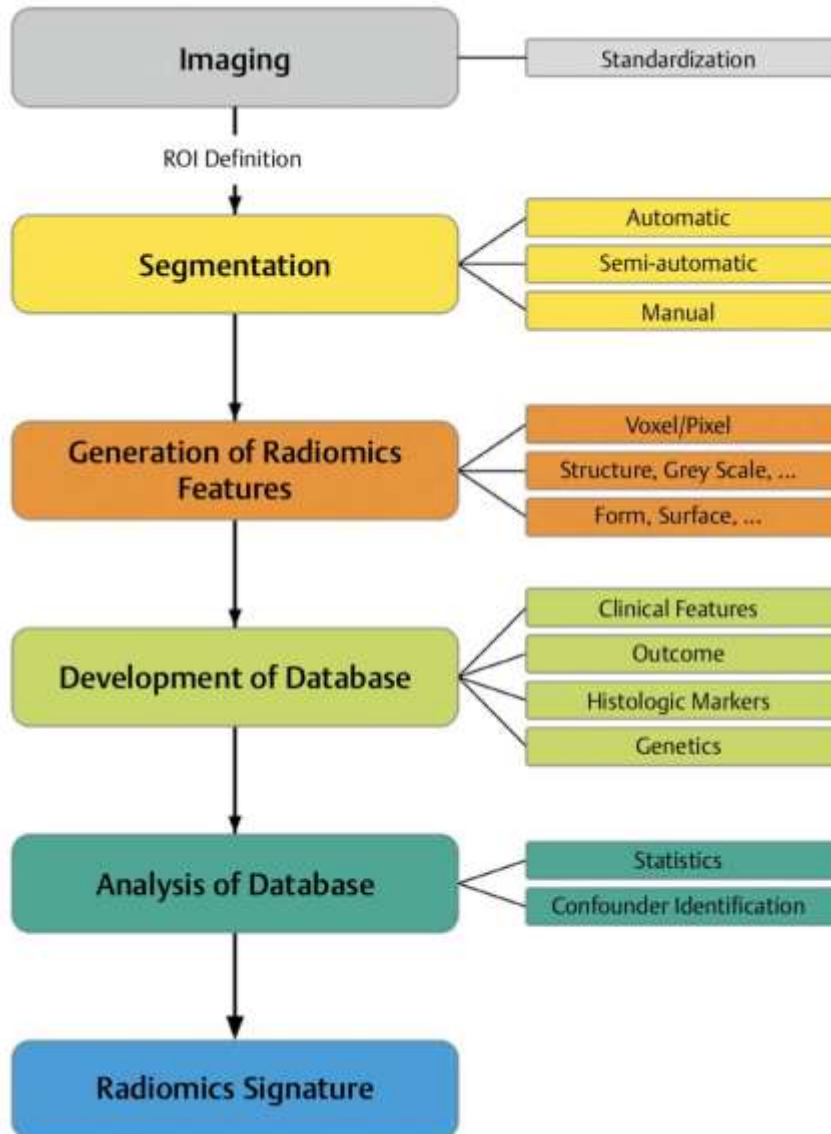 Imaging
Standardization
ROI Definition
Segmentation
Automatic
Semi-automatic
Manual
Generation of Radiomics
Features
Voxel/Pixel
Structure, Grey Scale, ...
Form, Surface, ...
Development of Database
Clinical Features
Outcome
Histologic Markers
Genetics
Analysis of Database
Statistics
Confounder Identification
Radiomics Signature